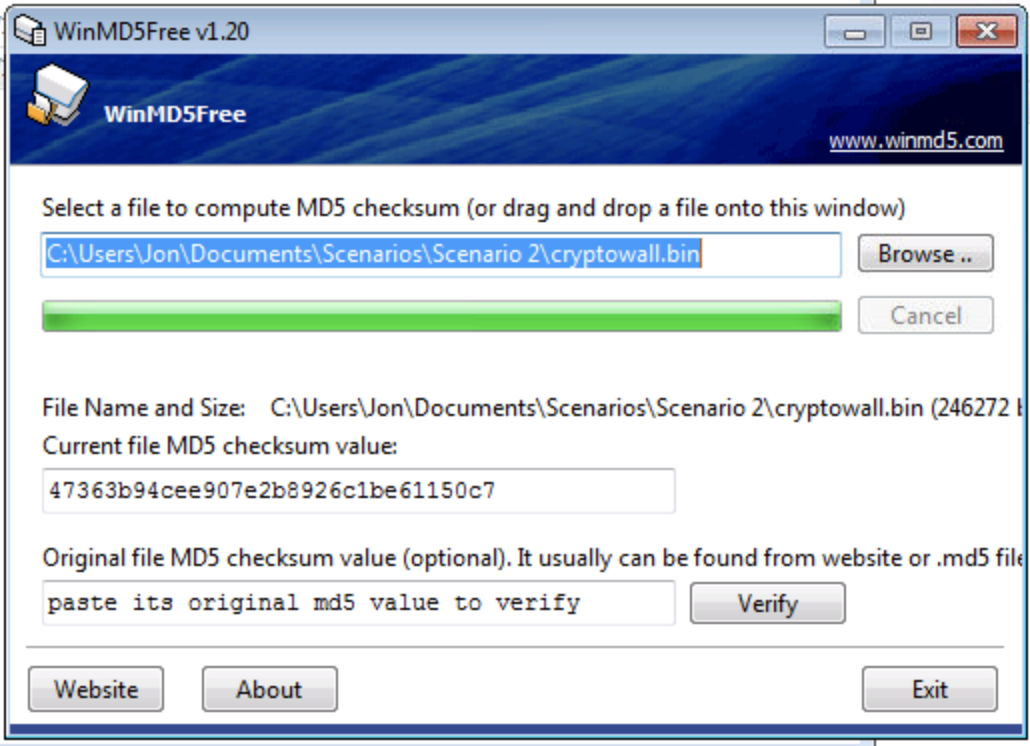 WinMD5Free v1.20
WinMD5Free
www.winmd5.com
Select a file to compute MD5 checksum (or drag and drop a file onto this window)
C:\Users\Jon\Documents\Scenarios\Scenario 2\cryptowall.bin
Browse ..
Cancel
File Name and Size: C:\Users\Jon\Documents\Scenarios\Scenario 2\cryptowall.bin (246272
Current file MD5 checksum value:
47363b94cee907e2b8926c1be61150c7
Original file MD5 checksum value (optional). It usually can be found from website or .md5 file
paste its original md5 value to verify
Verify
Website
About
Exit